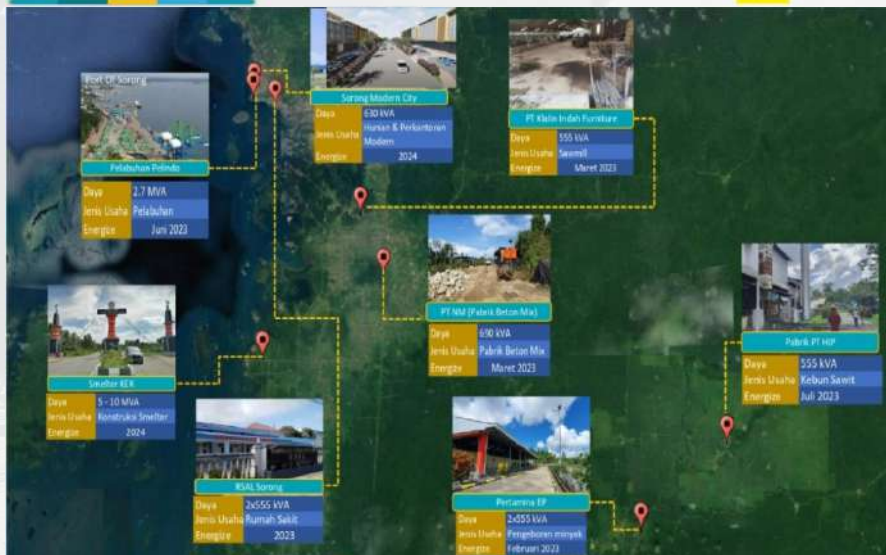 Port Of Sorong
Pelabuhan Pelindo
Daya 2.7 MVA
Jenis Usaha Pelabuhan
Energize Juni 2023
Sorong Modern City
Daya 630 kVA
Jenis Usaha Hunian & Perkantoran Modern
Energize 2024
PT Klalin Indah Furniture
Daya 555 kVA
Jenis Usaha Sawmill
Energize Maret 2023
PT NM (Pabrik Beton Mix)
Daya 690 kVA
Jenis Usaha Pabrik Beton Mix
Energize Maret 2023
Pabrik PT HIP
Daya 555 kVA
Jenis Usaha Kebun Sawit
Energize Juli 2023
Smelter KEK
Daya 5 - 10 MVA
Jenis Usaha Konstruksi Smelter
Energize 2024
RSAL Sorong
Daya 2x555 kVA
Jenis Usaha Rumah Sakit
Energize 2023
Pertamina EP
Daya 2x555 kVA
Jenis Usaha Pengeboran minyak
Energize Februari 2023